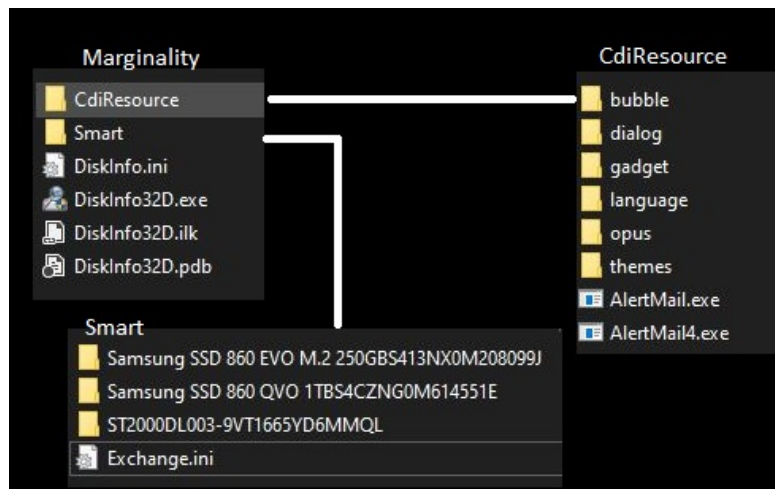 Marginality
CdiResource
Smart
DiskInfo.ini
DiskInfo32D.exe
DiskInfo32D.ilk
DiskInfo32D.pdb
CdiResource
bubble
dialog
gadget
language
opus
themes
AlertMail.exe
AlertMail4.exe
Smart
Samsung SSD 860 EVO M.2 250GBS413NX0M208099J
Samsung SSD 860 QVO 1TBS4CZNG0M614551E
ST2000DL003-9VT1665YD6MMQL
Exchange.ini